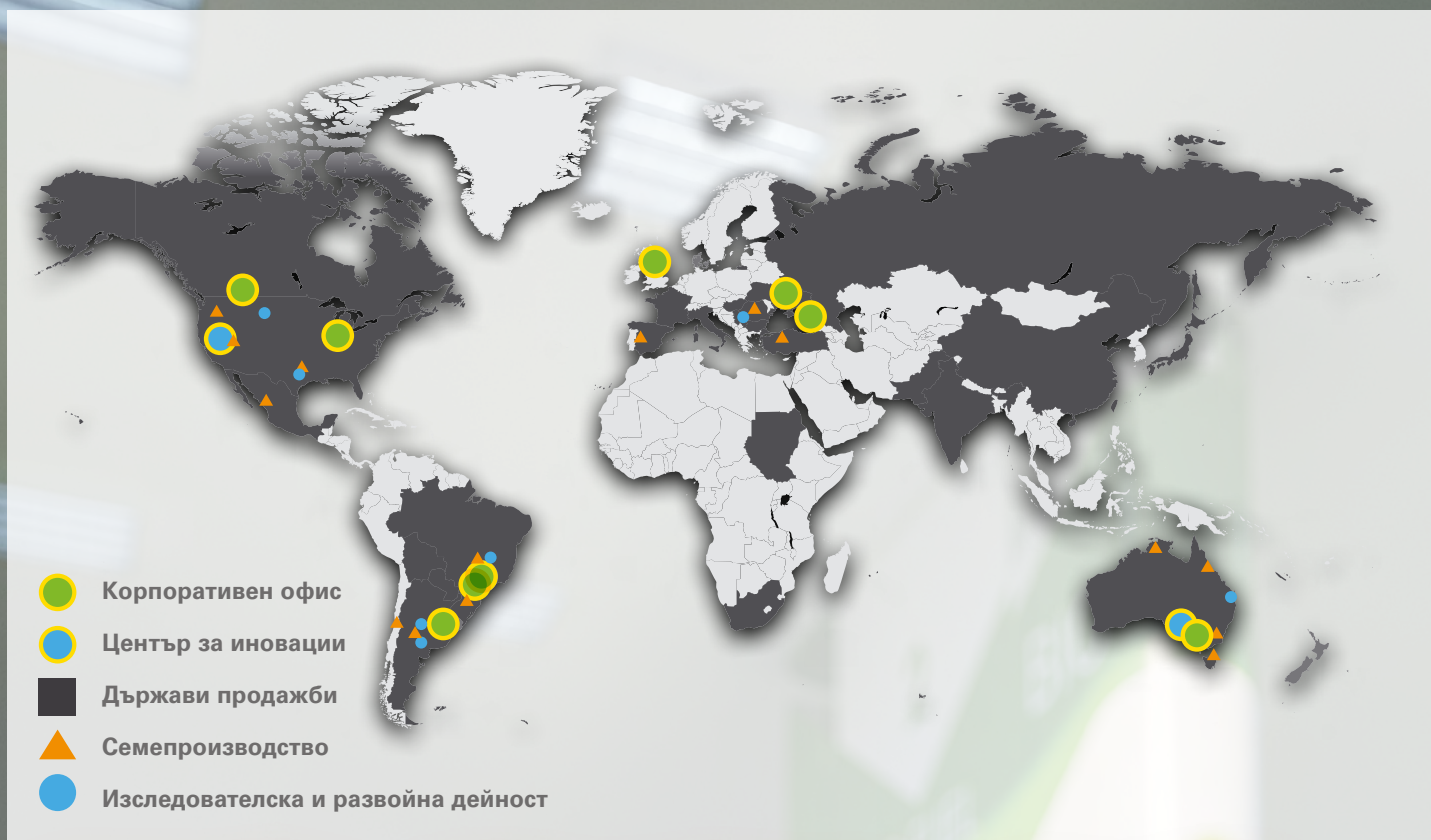 Корпоративен офис
Център за иновации
Държави продажби
Семепроизводство
Изследователска и развойна дейност